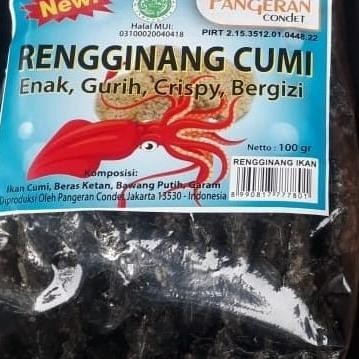 New!
PANGERAN
CONDET
Halal MUI:
03100020040418
PIRT 2.15.3512.01.0448.22
RENGGINANG CUMI
Enak, Gurih, Crispy, Bergizi
Netto : 100 gr
RENGGINANG IKAN
8990817777801
Komposisi:
Ikan Cumi, Beras Ketan, Bawang Putih, Garam
Diproduksi Oleh Pangeran Condet Jakarta 13530 - Indonesia